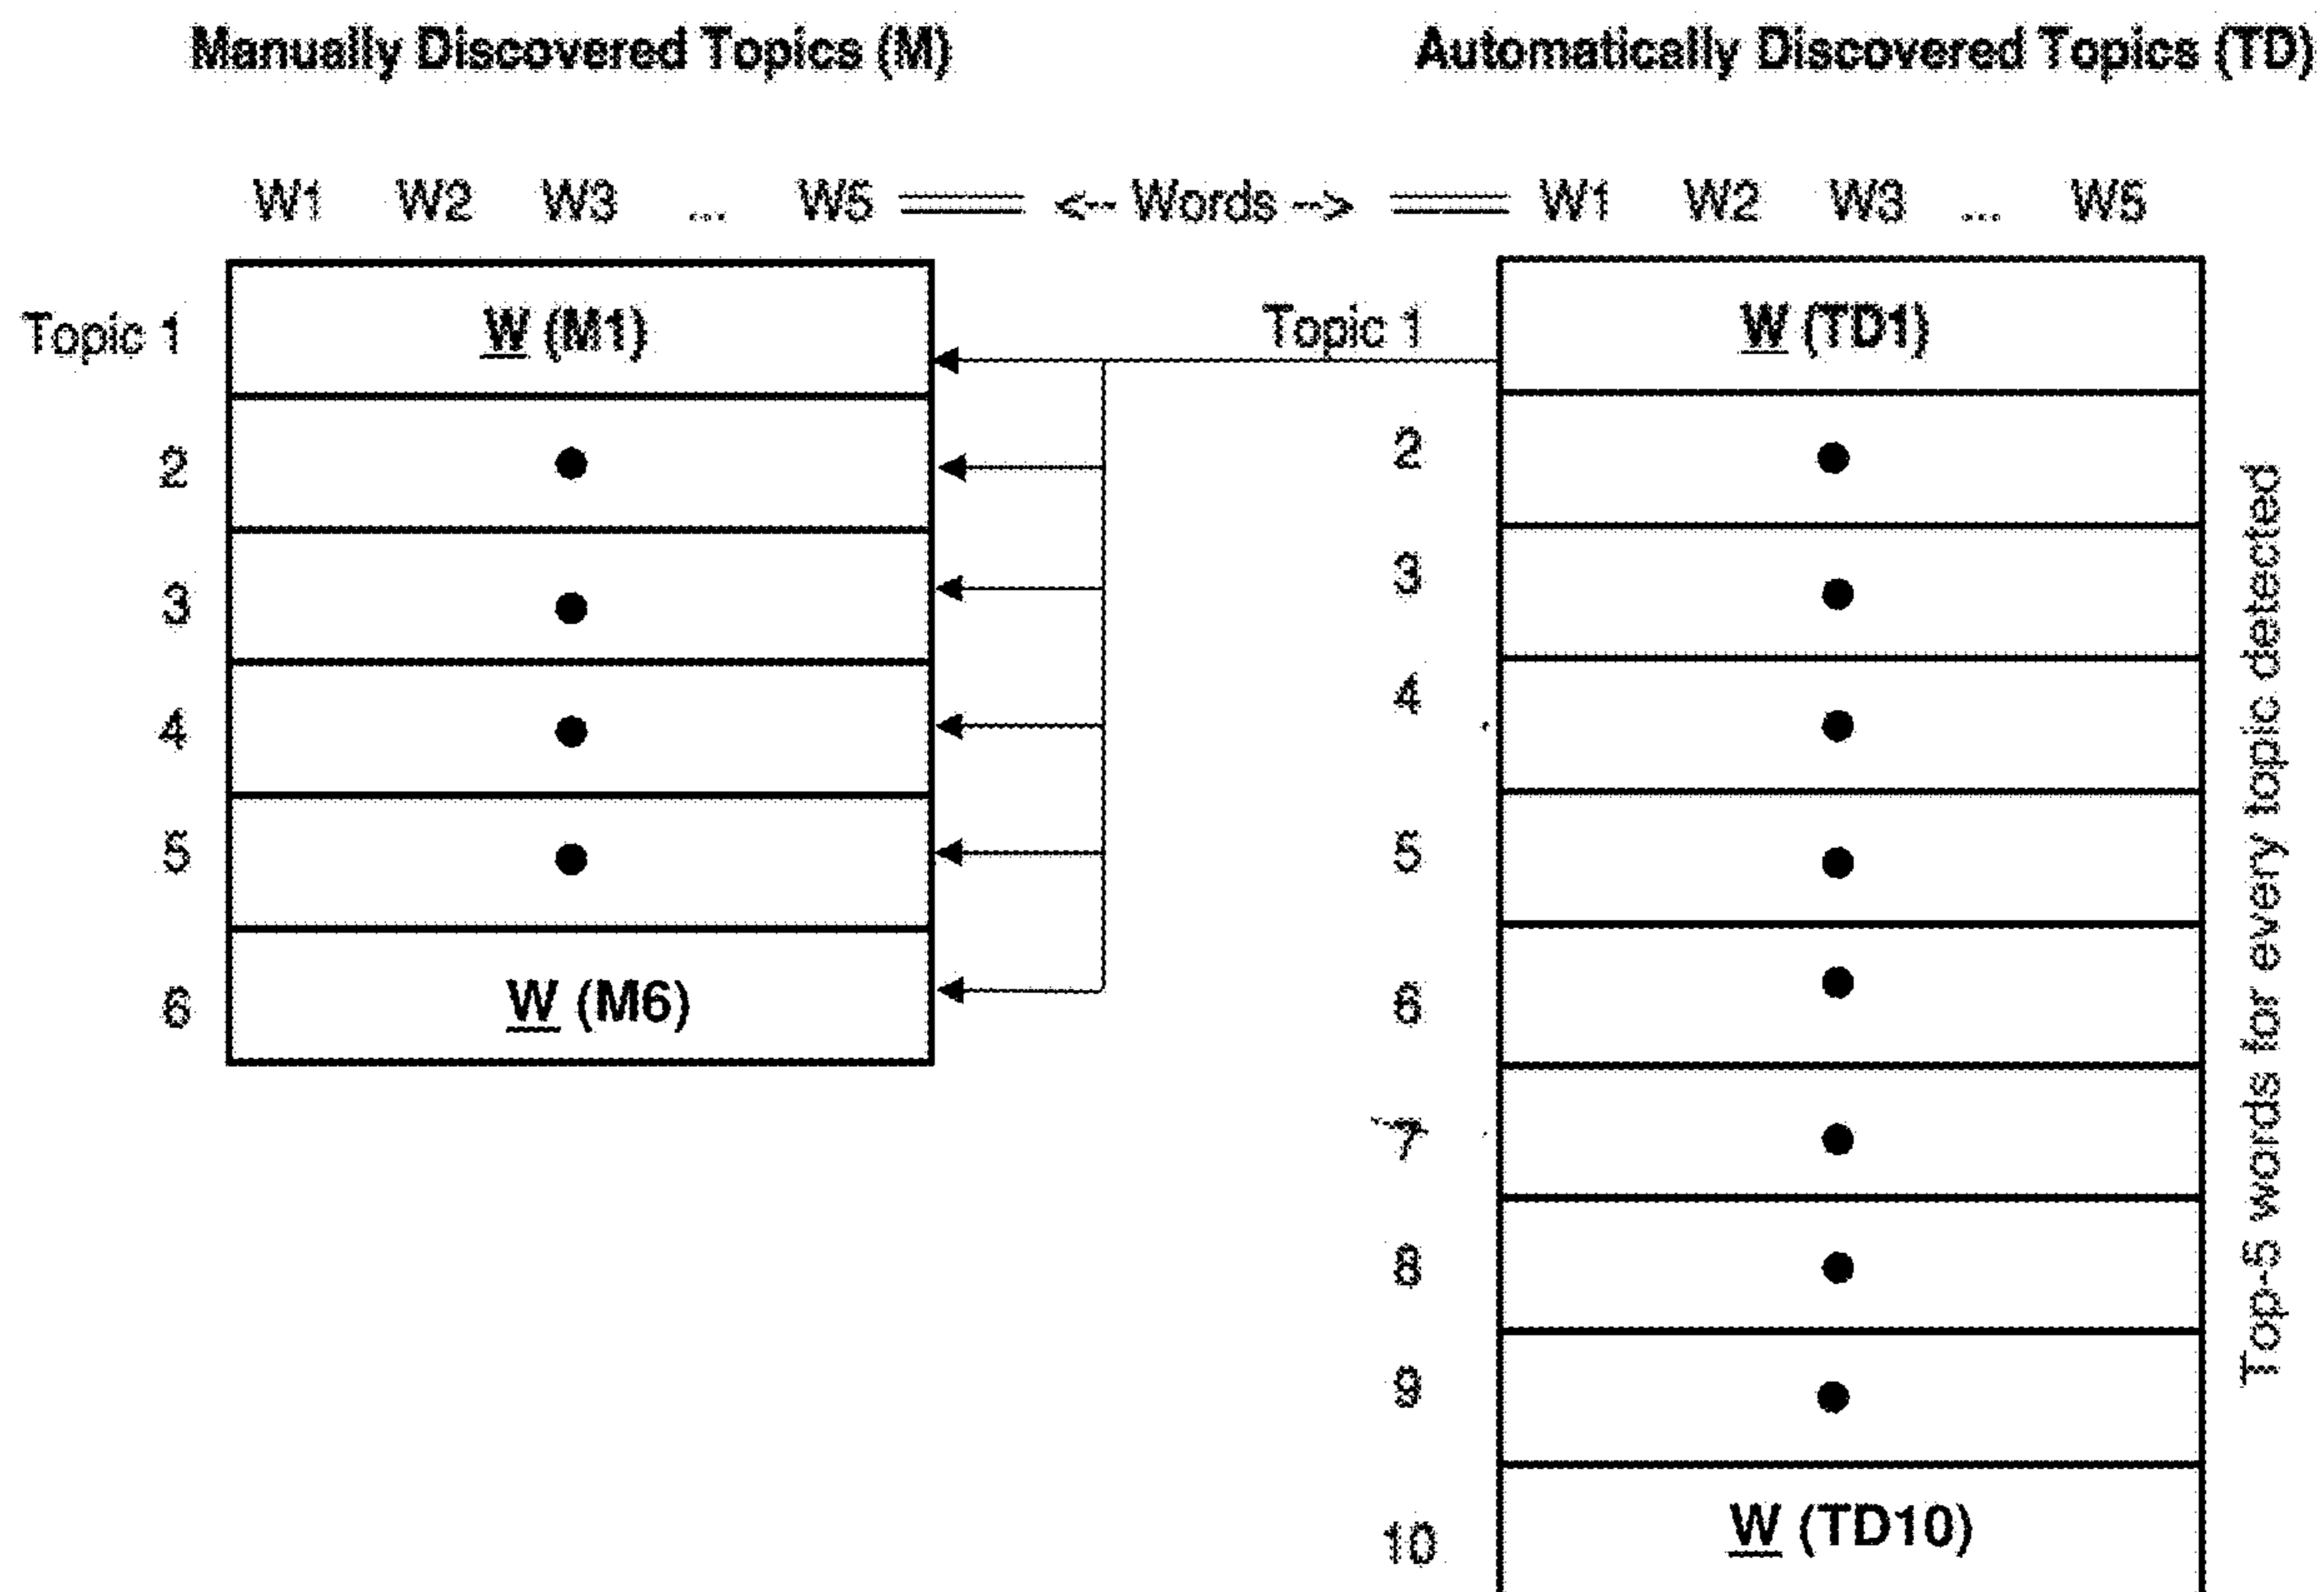 Manually Discovered Topics (M)
Automatically Discovered Topics (TD)
W1 W2 W3 ... W5 <-- Words --> W1 W2 W3 ... W5
Topic 1 W (M1)
2
3
4
5
6 W (M6)
Topic 1 W (TD1)
2
3
4
5
6
7
8
9
10 W (TD10)
Top-5 words for every topic detected